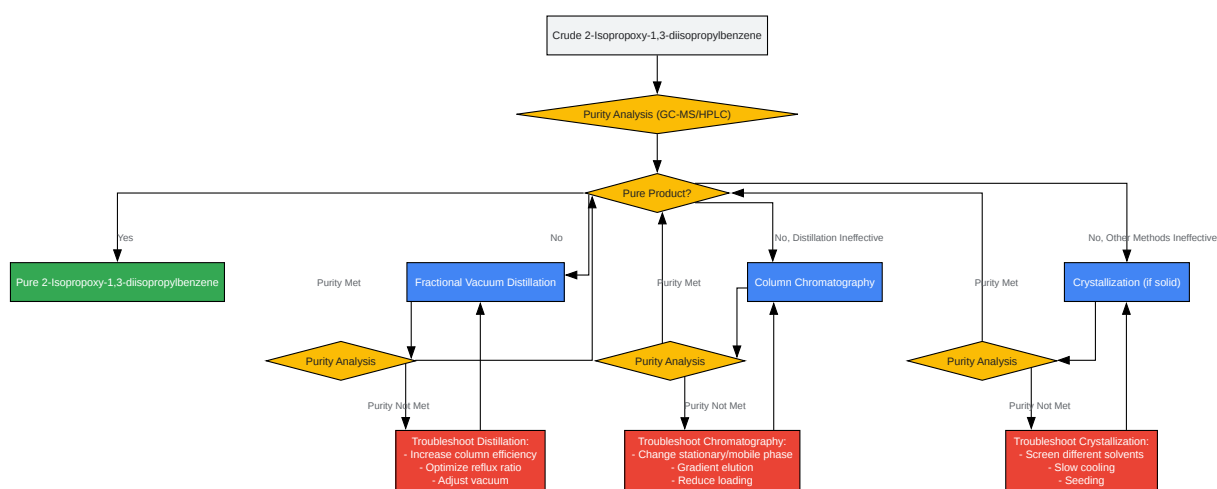 Crude 2-Isopropoxy-1,3-diisopropylbenzene
Purity Analysis (GC-MS/HPLC)
Pure Product?
Yes
No
No, Distillation Ineffective
No, Other Methods Ineffective
Pure 2-Isopropoxy-1,3-diisopropylbenzene
Purity Met
Fractional Vacuum Distillation
Purity Met
Column Chromatography
Purity Met
Crystallization (if solid)
Purity Analysis
Purity Analysis
Purity Analysis
Purity Not Met
Purity Not Met
Purity Not Met
Troubleshoot Distillation:
- Increase column efficiency
- Optimize reflux ratio
- Adjust vacuum
Troubleshoot Chromatography:
- Change stationary/mobile phase
- Gradient elution
- Reduce loading
Troubleshoot Crystallization:
- Screen different solvents
- Slow cooling
- Seeding